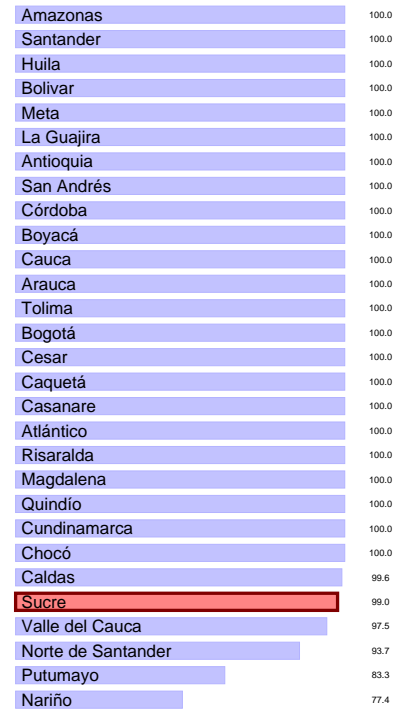 Amazonas 100.0
Santander 100.0
Huila 100.0
Bolivar 100.0
Meta 100.0
La Guajira 100.0
Antioquia 100.0
San Andrés 100.0
Córdoba 100.0
Boyacá 100.0
Cauca 100.0
Arauca 100.0
Tolima 100.0
Bogotá 100.0
Cesar 100.0
Caquetá 100.0
Casanare 100.0
Atlántico 100.0
Risaralda 100.0
Magdalena 100.0
Quindío 100.0
Cundinamarca 100.0
Chocó 100.0
Caldas 99.6
Sucre 99.0
Valle del Cauca 97.5
Norte de Santander 93.7
Putumayo 83.3
Nariño 77.4